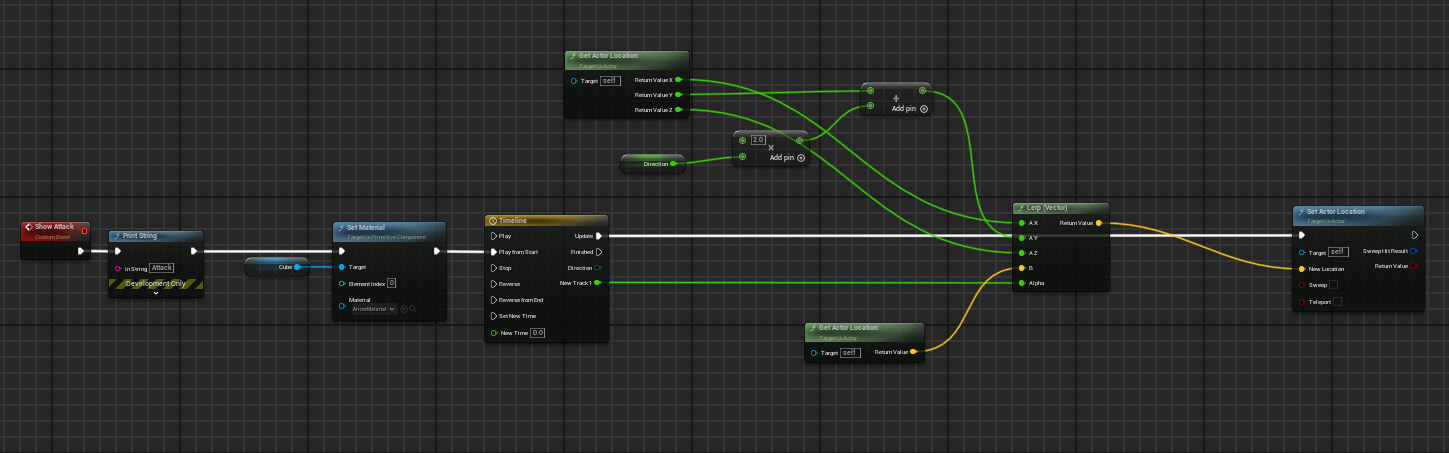 Get Actor Location
Target is Actor
Target self
Return Value X
Return Value Y
Return Value Z
+
Add pin
2.0
×
Add pin
Direction
Show Attack
Custom Event
Print String
In String Attack
Development Only
Cube
Set Material
Target is Primitive Component
Target
Element Index 0
Material
ArrowMaterial
Timeline
Play Update
Play from Start Finished
Stop Direction
Reverse New Track 1
Reverse from End
Set New Time
New Time 0.0
Get Actor Location
Target is Actor
Target self Return Value
Lerp (Vector)
A X Return Value
A Y
A Z
B
Alpha
Set Actor Location
Target is Actor
Target self Sweep Hit Result
New Location Return Value
Sweep
Teleport